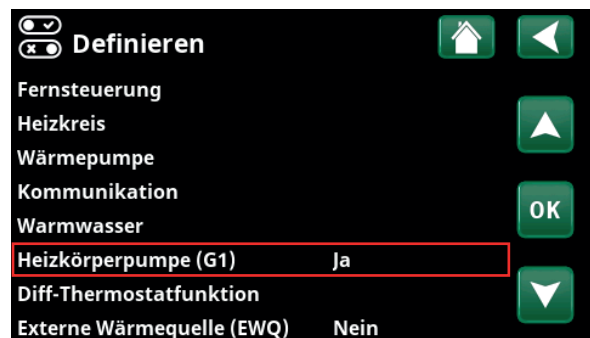 Definieren
Fernsteuerung
Heizkreis
Wärmepumpe
Kommunikation
Warmwasser
OK
Heizkörperpumpe (G1) Ja
Diff-Thermostatfunktion
Externe Wärmequelle (EWQ) Nein